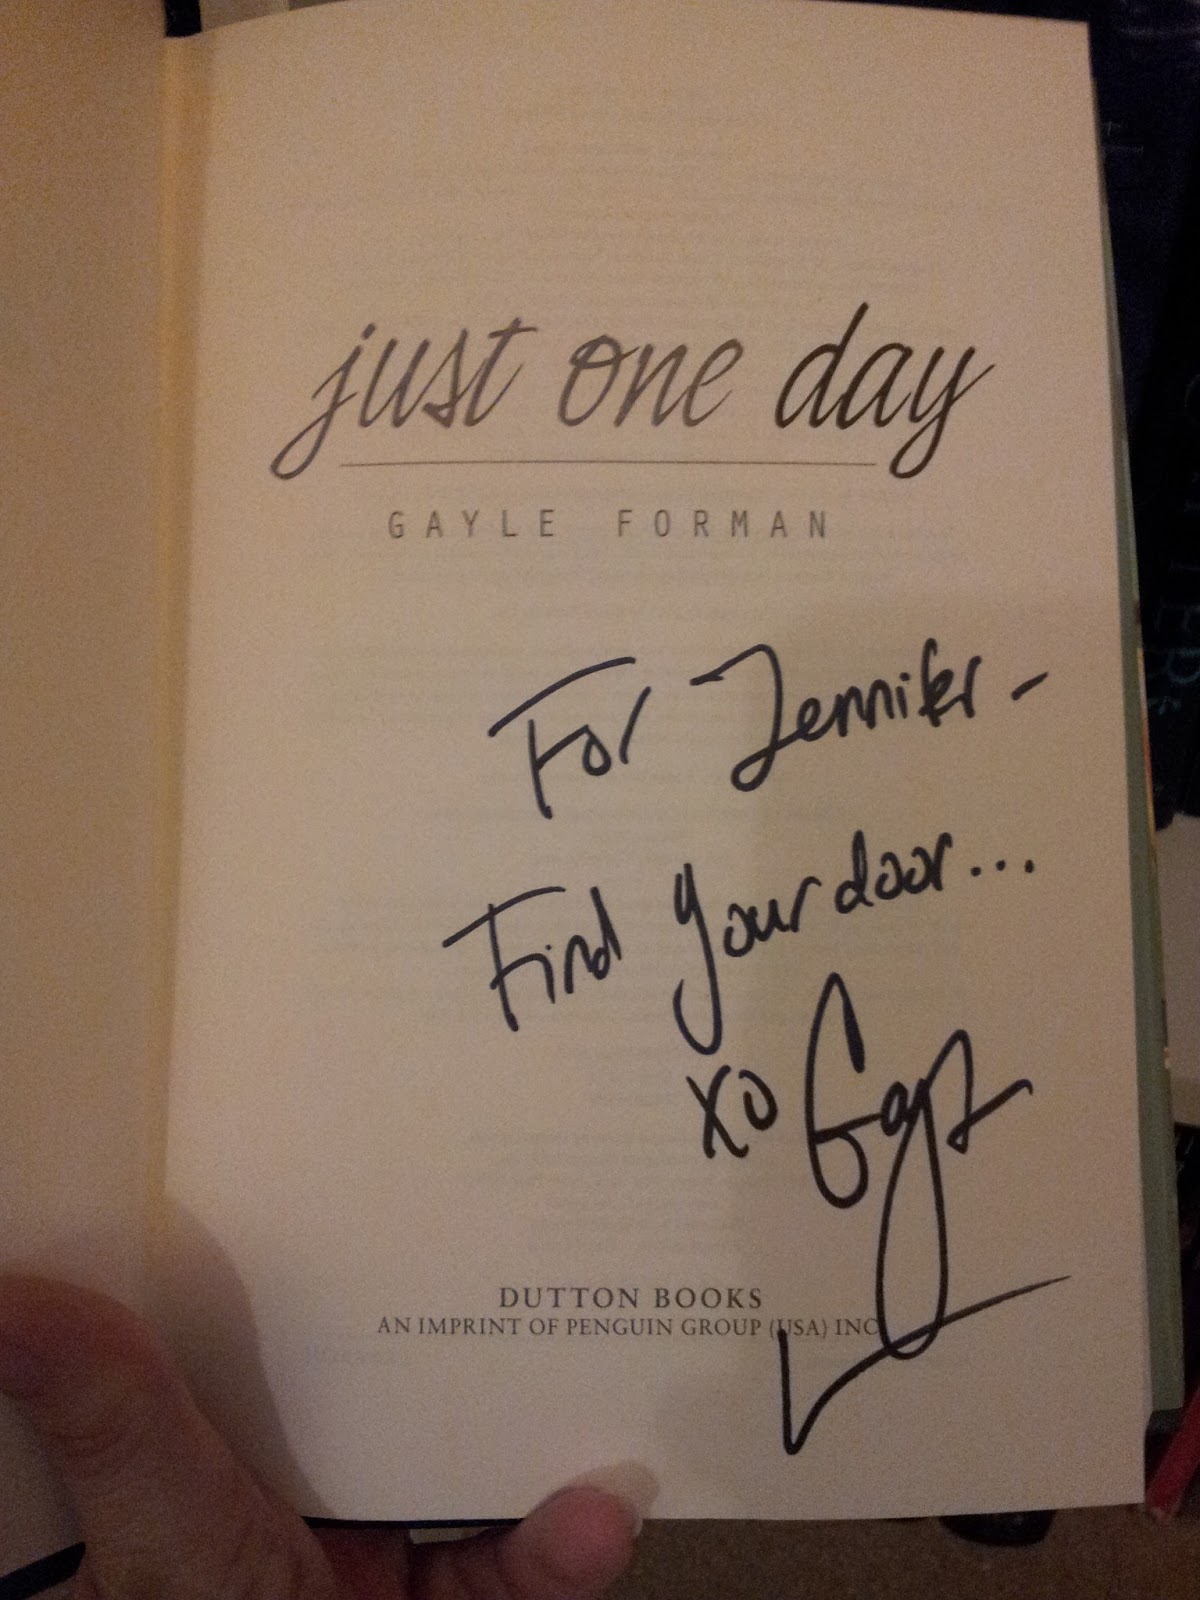 just one day
GAYLE FORMAN
For Jennifer -
Find your door...
xo Gayle
DUTTON BOOKS
AN IMPRINT OF PENGUIN GROUP (USA) INC.